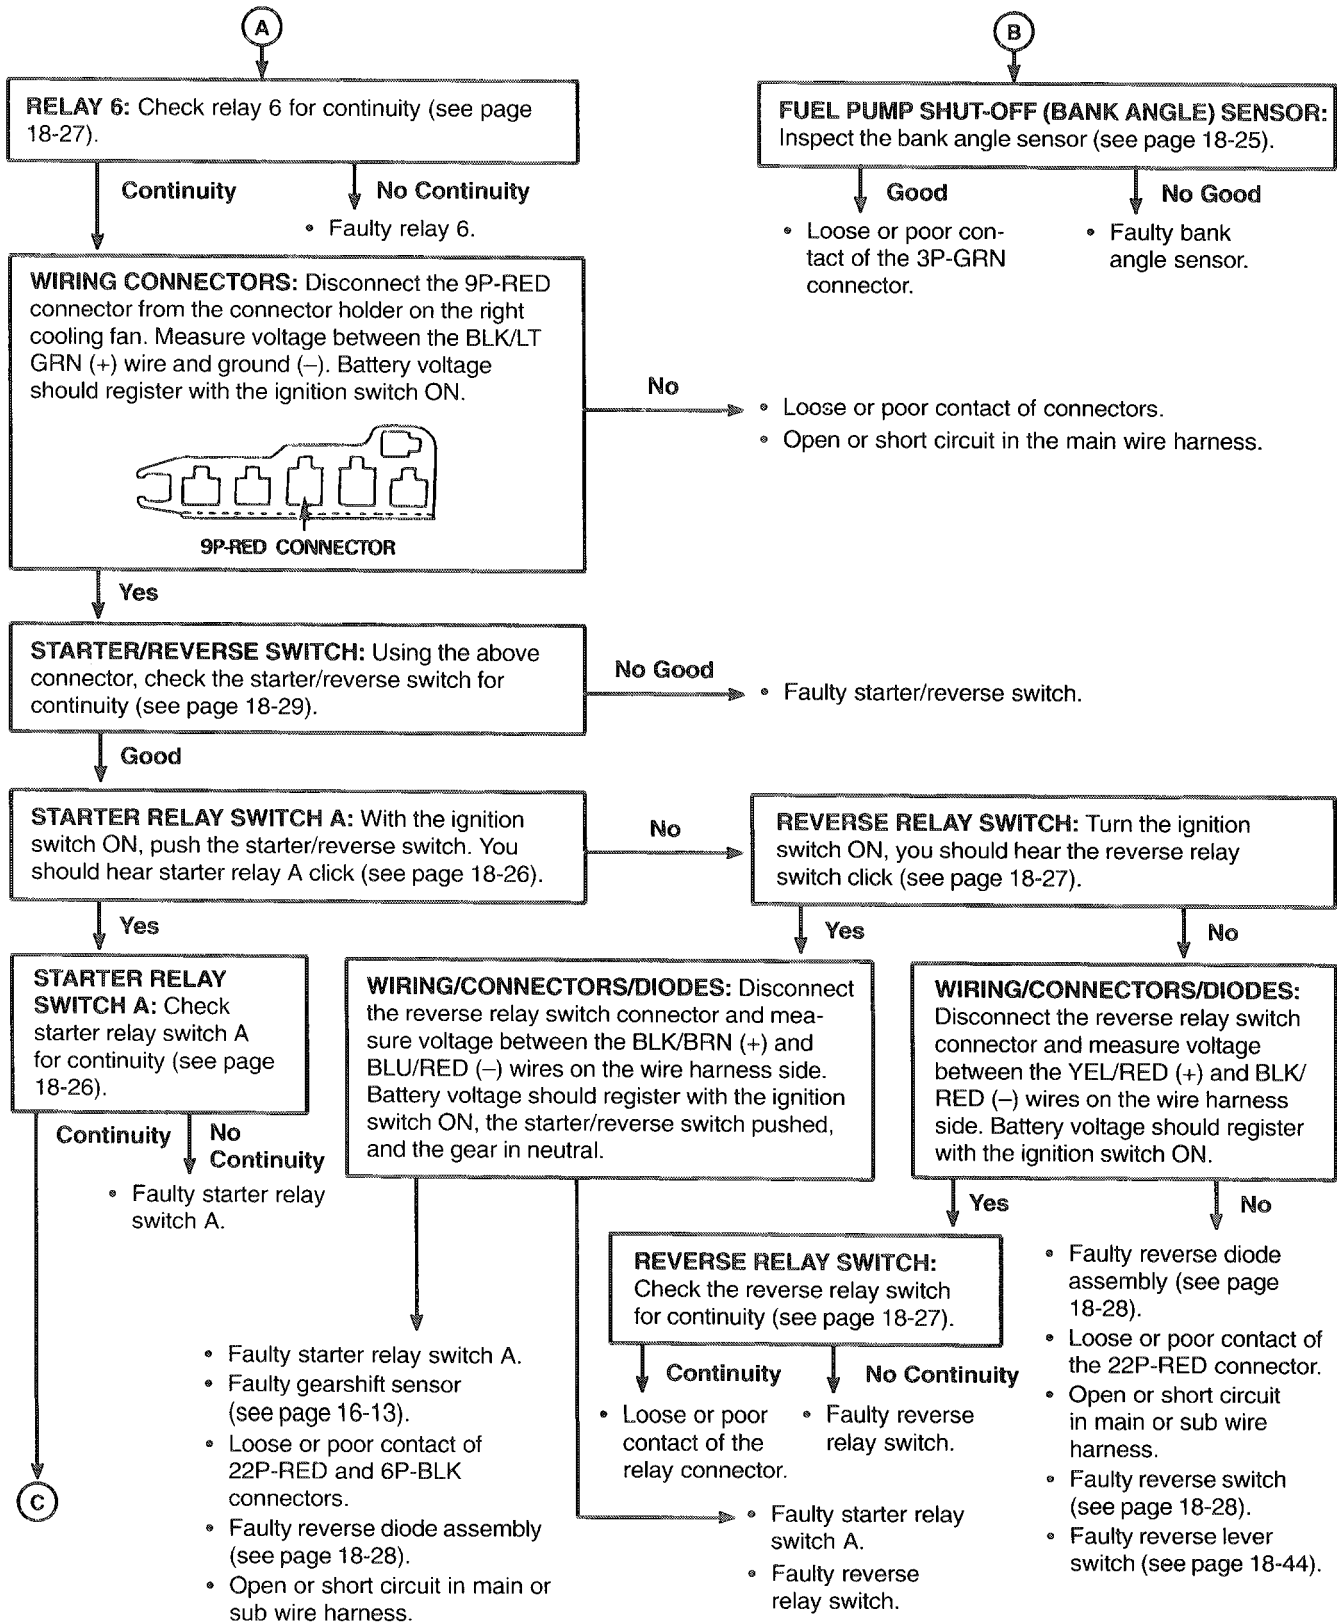 A
B
RELAY 6: Check relay 6 for continuity (see page
18-27).
FUEL PUMP SHUT-OFF (BANK ANGLE) SENSOR:
Inspect the bank angle sensor (see page 18-25).
Continuity
No Continuity
• Faulty relay 6.
Good
No Good
• Loose or poor con-
tact of the 3P-GRN
connector.
• Faulty bank
angle sensor.
WIRING CONNECTORS: Disconnect the 9P-RED
connector from the connector holder on the right
cooling fan. Measure voltage between the BLK/LT
GRN (+) wire and ground (–). Battery voltage
should register with the ignition switch ON.
9P-RED CONNECTOR
No
• Loose or poor contact of connectors.
• Open or short circuit in the main wire harness.
Yes
STARTER/REVERSE SWITCH: Using the above
connector, check the starter/reverse switch for
continuity (see page 18-29).
No Good
• Faulty starter/reverse switch.
Good
STARTER RELAY SWITCH A: With the ignition
switch ON, push the starter/reverse switch. You
should hear starter relay A click (see page 18-26).
No
REVERSE RELAY SWITCH: Turn the ignition
switch ON, you should hear the reverse relay
switch click (see page 18-27).
Yes
Yes
No
STARTER RELAY
SWITCH A: Check
starter relay switch A
for continuity (see page
18-26).
WIRING/CONNECTORS/DIODES: Disconnect
the reverse relay switch connector and mea-
sure voltage between the BLK/BRN (+) and
BLU/RED (–) wires on the wire harness side.
Battery voltage should register with the ignition
switch ON, the starter/reverse switch pushed,
and the gear in neutral.
WIRING/CONNECTORS/DIODES:
Disconnect the reverse relay switch
connector and measure voltage
between the YEL/RED (+) and BLK/
RED (–) wires on the wire harness
side. Battery voltage should register
with the ignition switch ON.
Continuity
No
Continuity
• Faulty starter relay
switch A.
C
Yes
No
REVERSE RELAY SWITCH:
Check the reverse relay switch
for continuity (see page 18-27).
Continuity
No Continuity
• Loose or poor
contact of the
relay connector.
• Faulty reverse
relay switch.
• Faulty reverse diode
assembly (see page
18-28).
• Loose or poor contact of
the 22P-RED connector.
• Open or short circuit
in main or sub wire
harness.
• Faulty reverse switch
(see page 18-28).
• Faulty reverse lever
switch (see page 18-44).
• Faulty starter relay switch A.
• Faulty gearshift sensor
(see page 16-13).
• Loose or poor contact of
22P-RED and 6P-BLK
connectors.
• Faulty reverse diode assembly
(see page 18-28).
• Open or short circuit in main or
sub wire harness.
• Faulty starter relay
switch A.
• Faulty reverse
relay switch.